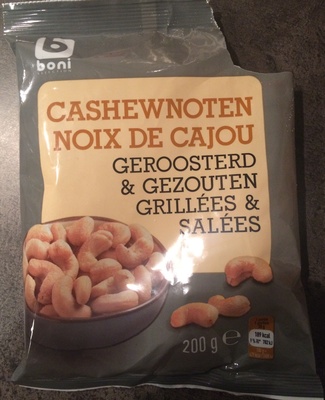 boni
CASHEWNOTEN
NOIX DE CAJOU
GEROOSTERD
& GEZOUTEN
GRILLÉES &
SALÉES
200 g e